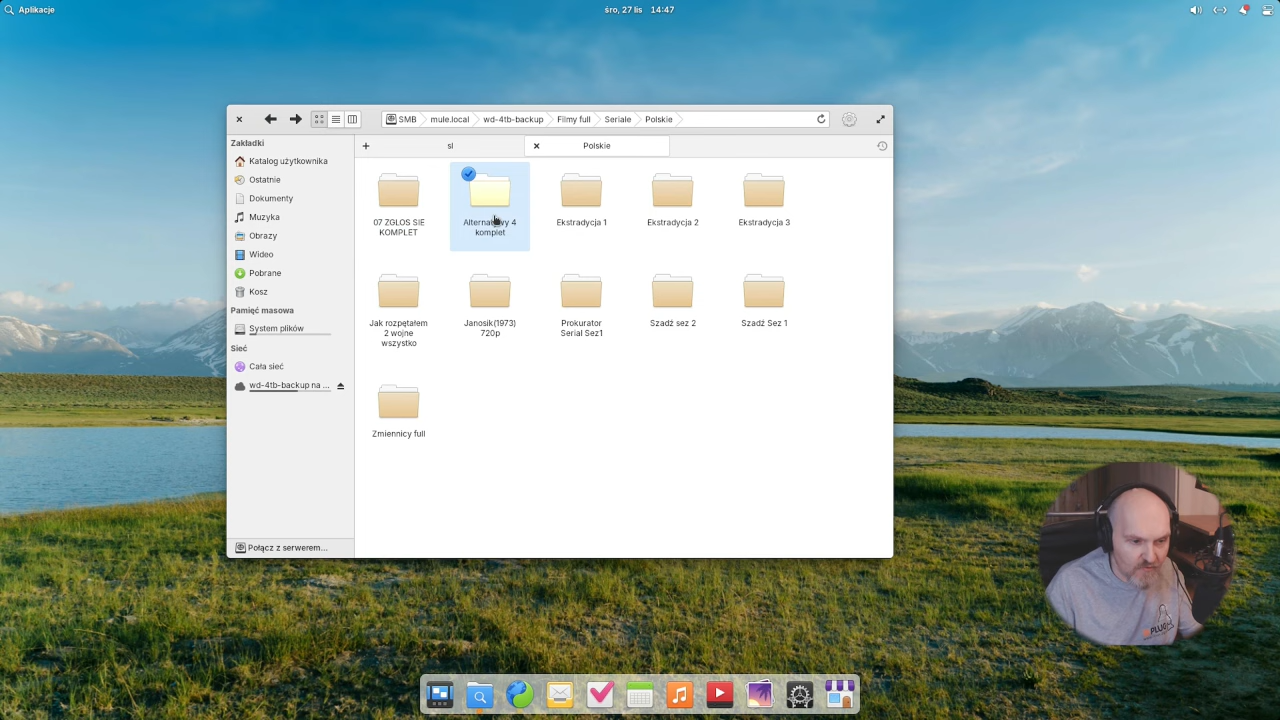 Aplikacje
śro, 27 lis 14:47
SMB mule.local wd-4tb-backup Filmy full Seriale Polskie
sl
Polskie
Zakładki
Katalog użytkownika
Ostatnie
Dokumenty
Muzyka
Obrazy
Wideo
Pobrane
Kosz
Pamięć masowa
System plików
Sieć
Cała sieć
wd-4tb-backup na ...
Połącz z serwerem...
07 ZGLOS SIE
KOMPLET
Alternatywy 4
komplet
Ekstradycja 1
Ekstradycja 2
Ekstradycja 3
Jak rozpętałem
2 wojne
wszystko
Janosik(1973)
720p
Prokurator
Serial Sez1
Szadź sez 2
Szadź Sez 1
Zmiennicy full